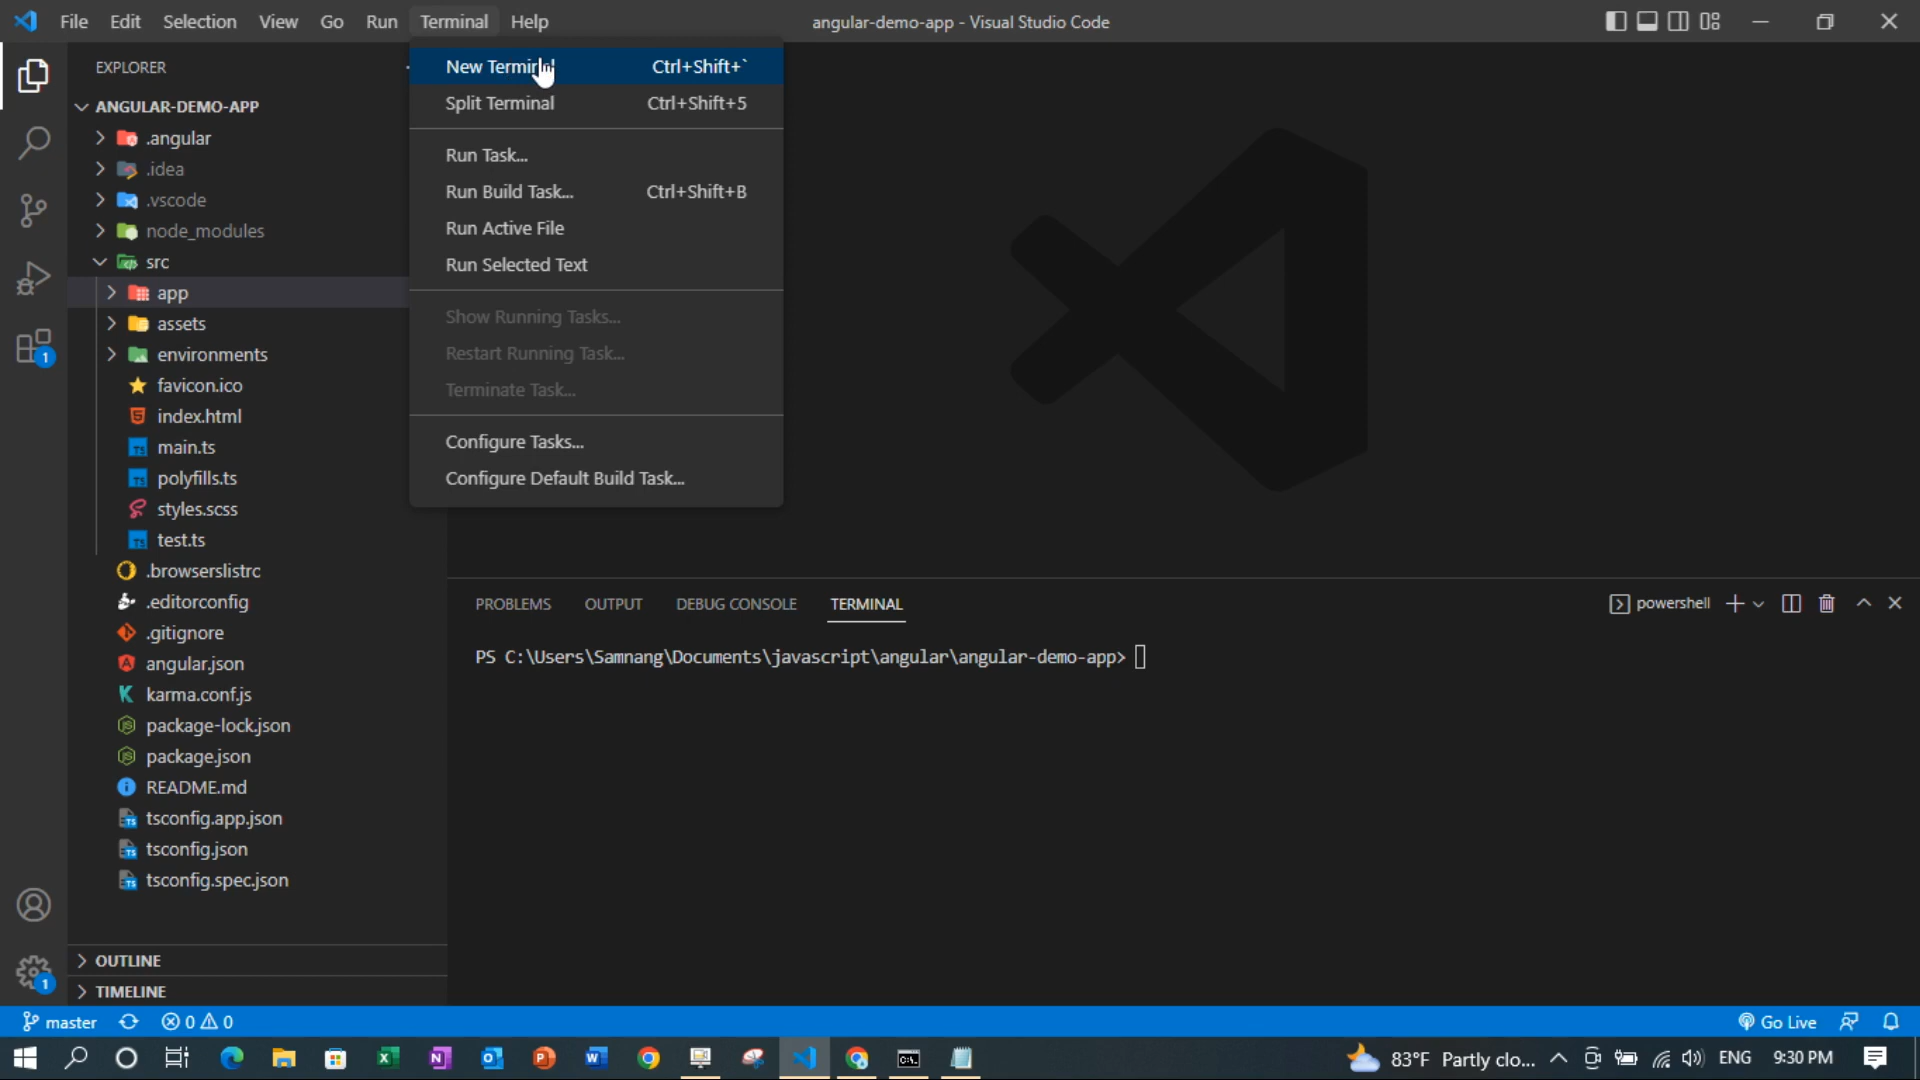 File Edit Selection View Go Run Terminal Help
angular-demo-app - Visual Studio Code
EXPLORER
ANGULAR-DEMO-APP
.angular
.idea
.vscode
node_modules
src
app
assets
environments
favicon.ico
index.html
main.ts
polyfills.ts
styles.scss
test.ts
.browserslistrc
.editorconfig
.gitignore
angular.json
karma.conf.js
package-lock.json
package.json
README.md
tsconfig.app.json
tsconfig.json
tsconfig.spec.json
OUTLINE
TIMELINE
New Terminal Ctrl+Shift+`
Split Terminal Ctrl+Shift+5
Run Task...
Run Build Task... Ctrl+Shift+B
Run Active File
Run Selected Text
Show Running Tasks...
Restart Running Task...
Terminate Task...
Configure Tasks...
Configure Default Build Task...
PROBLEMS OUTPUT DEBUG CONSOLE TERMINAL
powershell
PS C:\Users\Samnang\Documents\javascript\angular\angular-demo-app>
1
1
master 0 0
Go Live
83°F Partly clo... ENG 9:30 PM